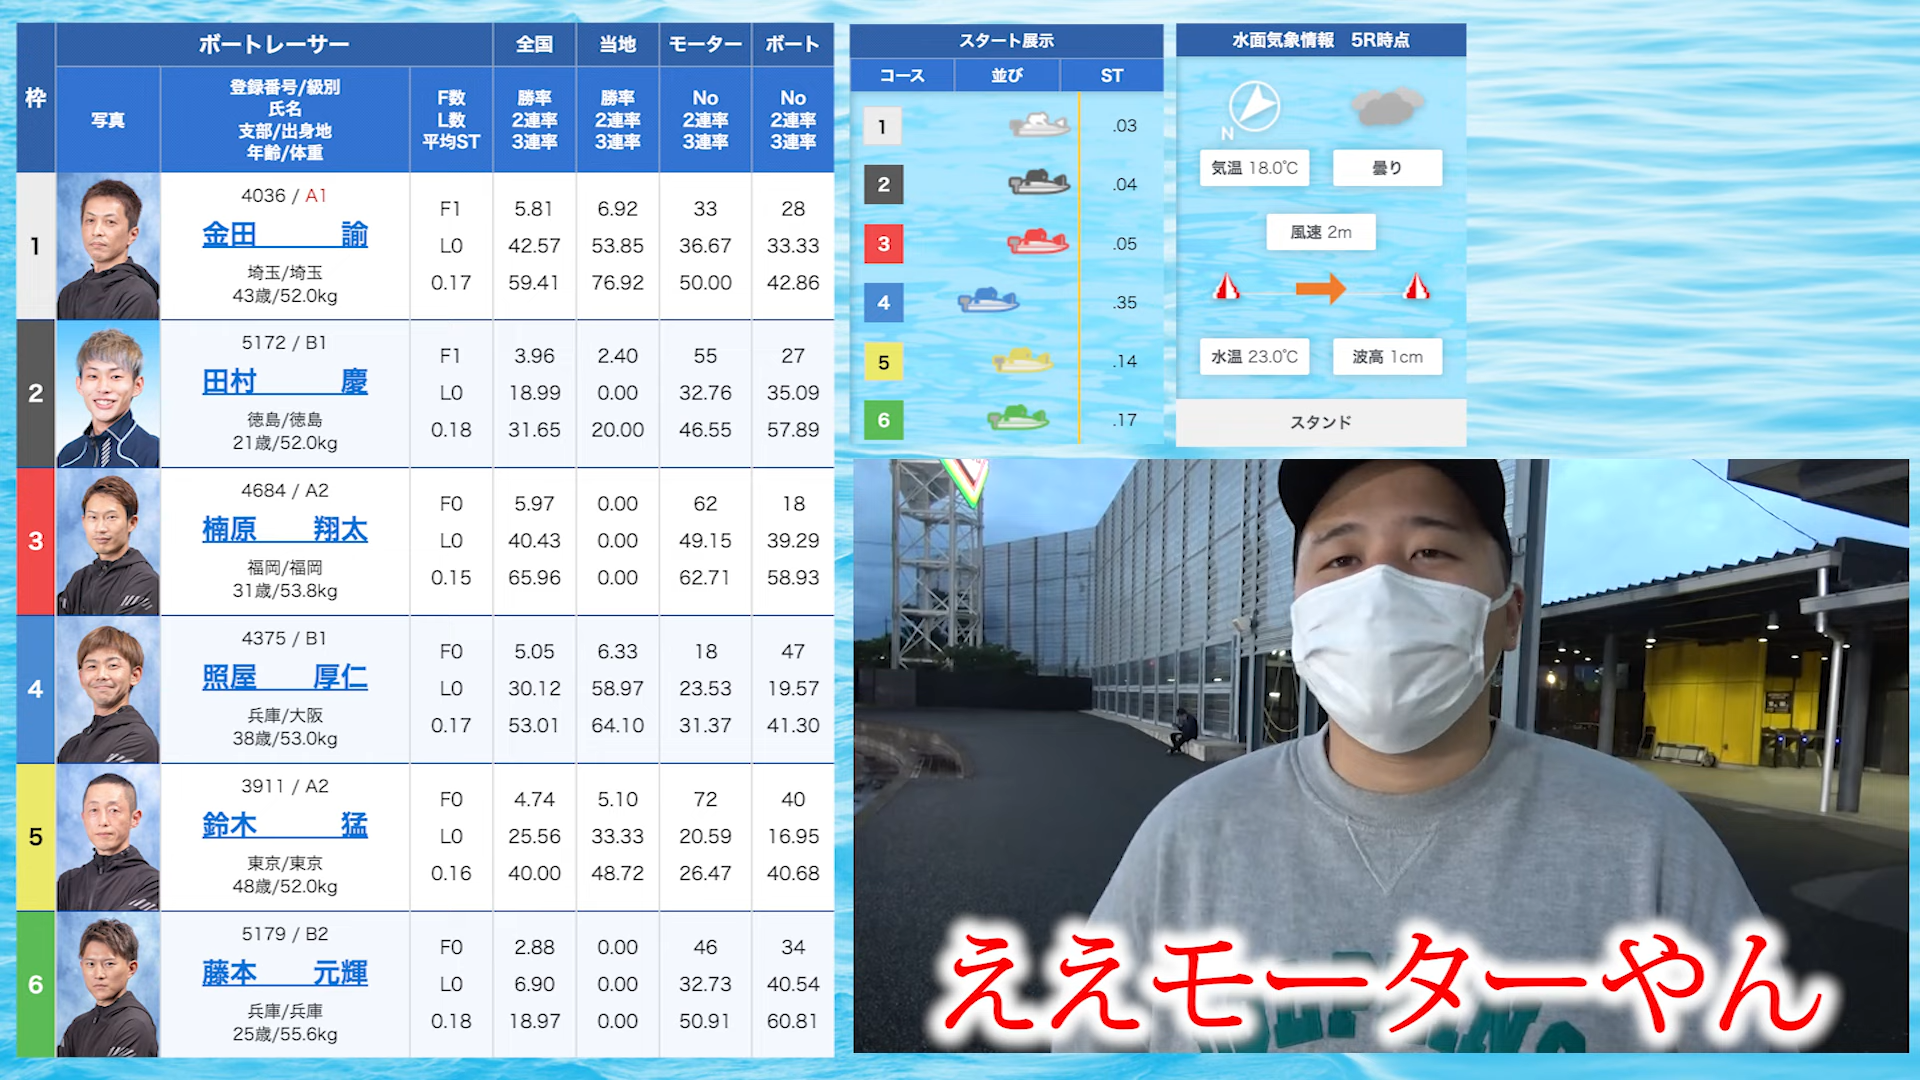 枠
ボートレーサー
全国
当地
モーター
ボート
写真
登録番号/級別
氏名
支部/出身地
年齢/体重
F数
L数
平均ST
勝率
2連率
3連率
勝率
2連率
3連率
No
2連率
3連率
No
2連率
3連率
1
4036 / A1
金田 諭
埼玉/埼玉
43歳/52.0kg
F1
L0
0.17
5.81
42.57
59.41
6.92
53.85
76.92
33
36.67
50.00
28
33.33
42.86
2
5172 / B1
田村 慶
徳島/徳島
21歳/52.0kg
F1
L0
0.18
3.96
18.99
31.65
2.40
0.00
20.00
55
32.76
46.55
27
35.09
57.89
3
4684 / A2
楠原 翔太
福岡/福岡
31歳/53.8kg
F0
L0
0.15
5.97
40.43
65.96
0.00
0.00
0.00
62
49.15
62.71
18
39.29
58.93
4
4375 / B1
照屋 厚仁
兵庫/大阪
38歳/53.0kg
F0
L0
0.17
5.05
30.12
53.01
6.33
58.97
64.10
18
23.53
31.37
47
19.57
41.30
5
3911 / A2
鈴木 猛
東京/東京
48歳/52.0kg
F0
L0
0.16
4.74
25.56
40.00
5.10
33.33
48.72
72
20.59
26.47
40
16.95
40.68
6
5179 / B2
藤本 元輝
兵庫/兵庫
25歳/55.6kg
F0
L0
0.18
2.88
6.90
18.97
0.00
0.00
0.00
46
32.73
50.91
34
40.54
60.81
スタート展示
コース 並び ST
1 .03
2 .04
3 .05
4 .35
5 .14
6 .17
水面気象情報 5R時点
N
気温 18.0℃
曇り
風速 2m
水温 23.0℃
波高 1cm
スタンド
ええモーターやん